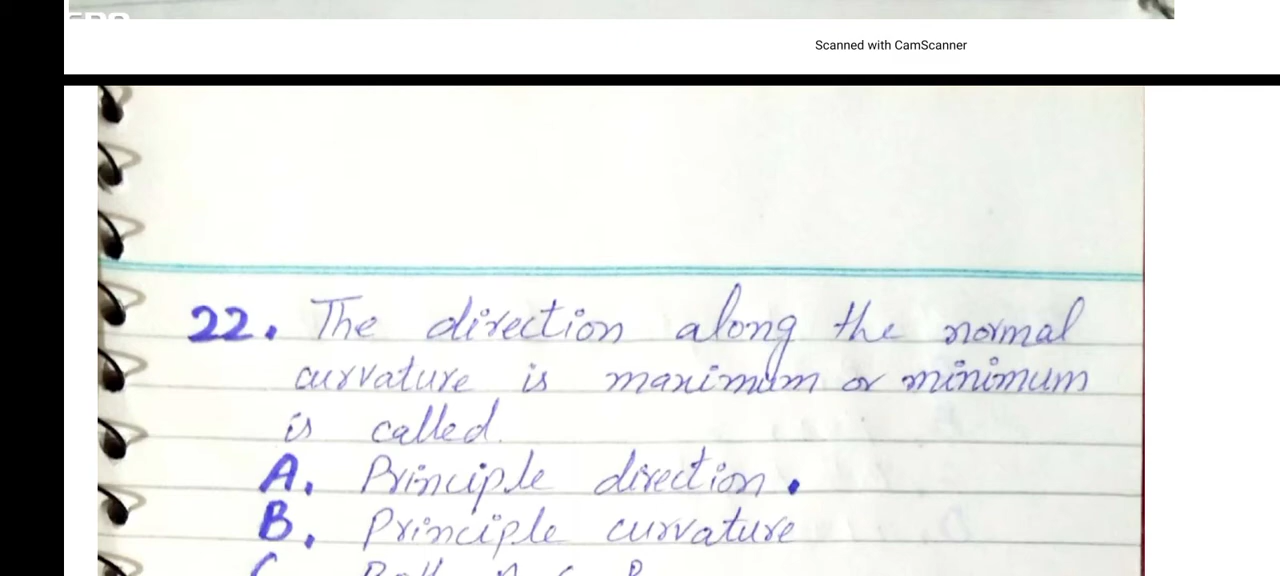 Scanned with CamScanner
22. The direction along the normal
curvature is maximum or minimum
is called.
A. Principle direction.
B. Principle curvature
C.